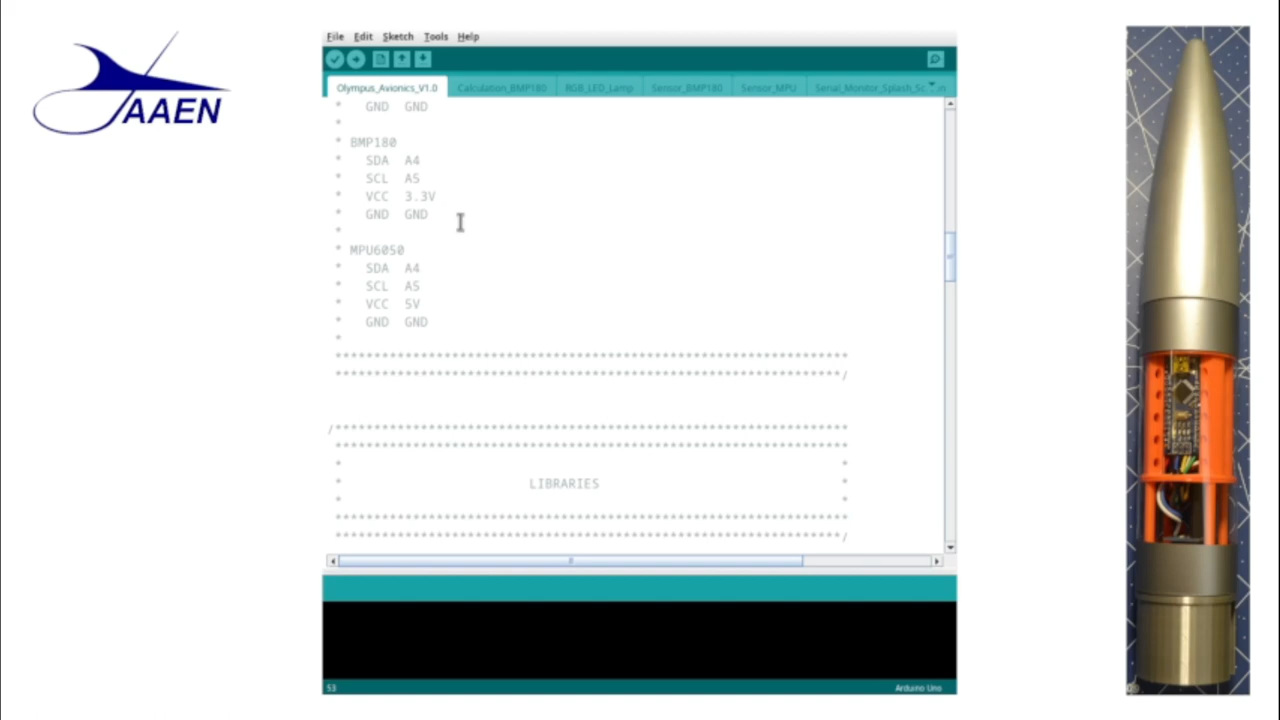 AAEN
File Edit Sketch Tools Help
Olympus_Avionics_V1.0 Calculation_BMP180 RGB_LED_Lamp Sensor_BMP180 Sensor_MPU Serial_Monitor_Splash_Sc
* GND GND
*
* BMP180
* SDA A4
* SCL A5
* VCC 3.3V
* GND GND
*
* MPU6050
* SDA A4
* SCL A5
* VCC 5V
* GND GND
*
******************************************************************
*****************************************************************/
/******************************************************************
******************************************************************
* *
* LIBRARIES *
* *
******************************************************************
*****************************************************************/
53 Arduino Uno